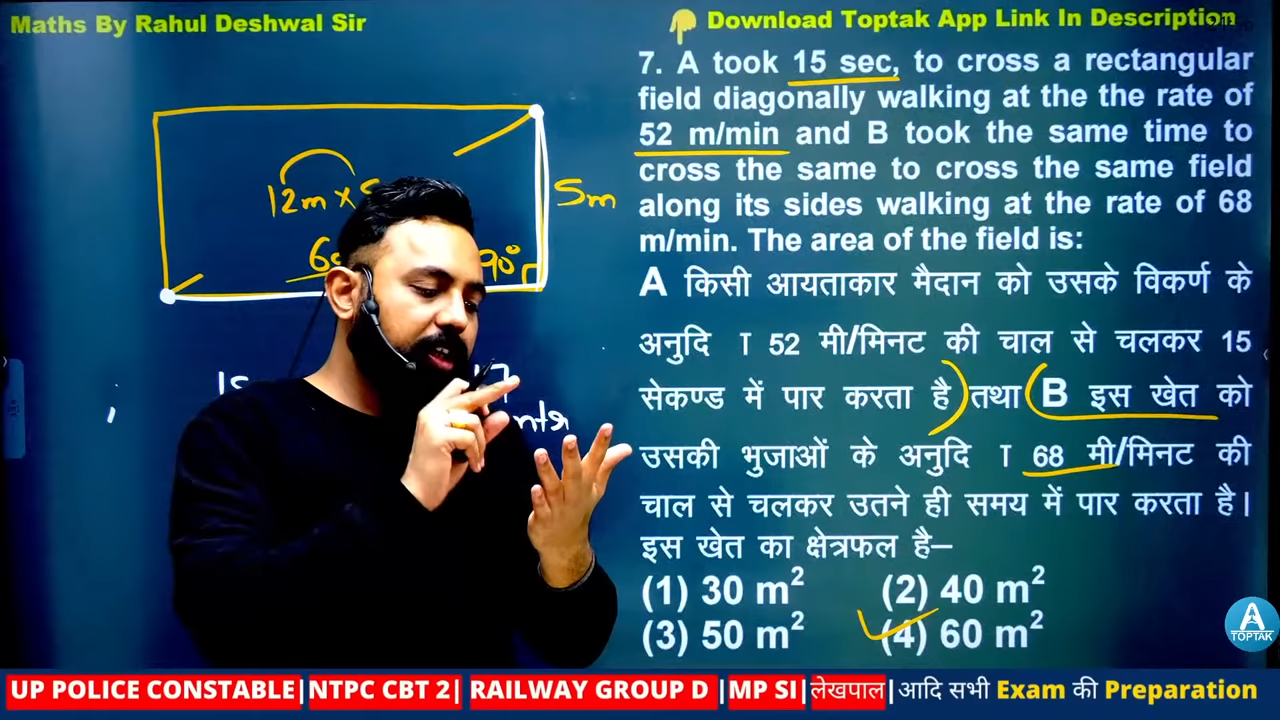 Maths By Rahul Deshwal Sir
Download Toptak App Link In Description
7. A took 15 sec, to cross a rectangular
field diagonally walking at the the rate of
52 m/min and B took the same time to
cross the same to cross the same field
along its sides walking at the rate of 68
m/min. The area of the field is:
A किसी आयताकार मैदान को उसके विकर्ण के
अनुदि ा 52 मी/मिनट की चाल से चलकर 15
सेकण्ड में पार करता है) तथा (B इस खेत को
उसकी भुजाओं के अनुदि ा 68 मी/मिनट की
चाल से चलकर उतने ही समय में पार करता है।
इस खेत का क्षेत्रफल है–
(1) 30 m² (2) 40 m²
(3) 50 m² (4) 60 m²
12m x
5m
90°
A
TOPTAK
UP POLICE CONSTABLE| NTPC CBT 2| RAILWAY GROUP D | MP SI| लेखपाल | आदि सभी Exam की Preparation